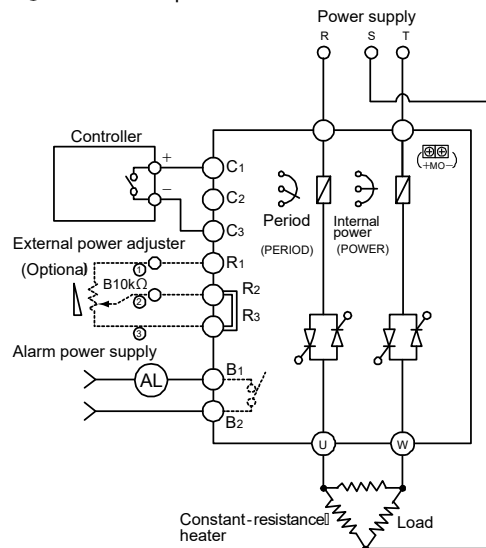 Power supply
R S T
Controller
+
−
C1
C2
C3
+MO−
Period
(PERIOD)
Internal
power
(POWER)
External power adjuster
(Optional)
R1
B10kΩ
R2
R3
1
2
3
Alarm power supply
AL
B1
B2
U
W
Constant-resistance
heater
Load